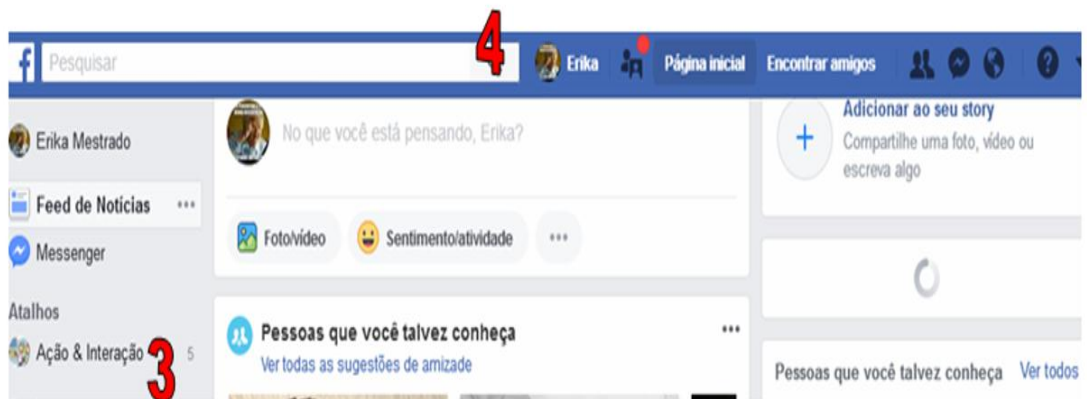 4
f Pesquisar Erika Página inicial Encontrar amigos ?
Erika Mestrado
Feed de Notícias ...
Messenger
Atalhos
Ação & Interação 5
3
No que você está pensando, Erika?
Foto/vídeo Sentimento/atividade ...
Pessoas que você talvez conheça ...
Ver todas as sugestões de amizade
Adicionar ao seu story
Compartilhe uma foto, vídeo ou
escreva algo
Pessoas que você talvez conheça Ver todos